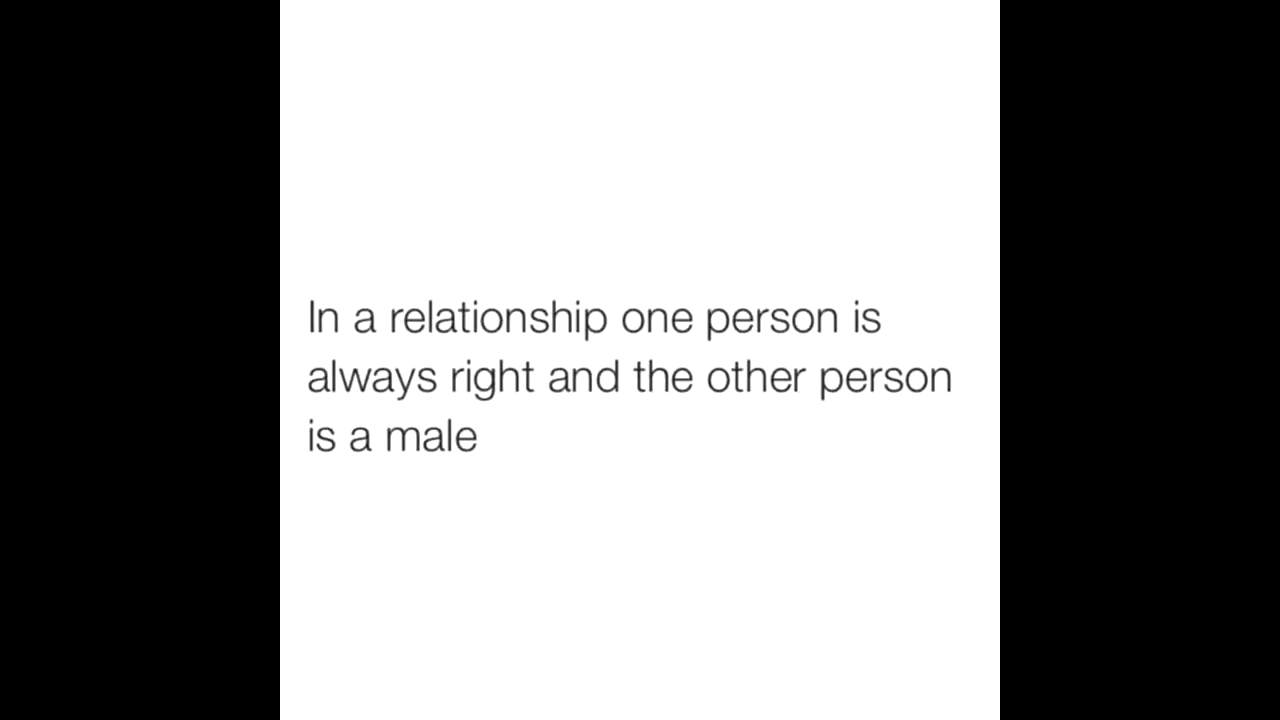 In a relationship one person is
always right and the other person
is a male